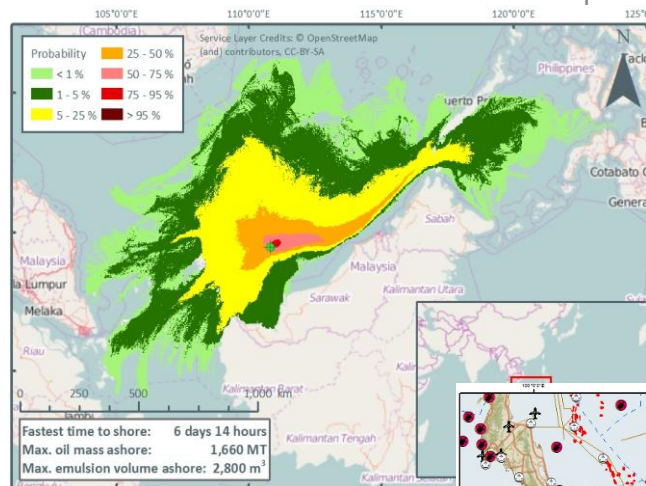 105°0'0"E 110°0'0"E 115°0'0"E 120°0'0"E
(Cambodia)
Service Layer Credits: © OpenStreetMap
(and) contributors, CC-BY-SA
N
Probability
< 1 %
1 - 5 %
5 - 25 %
25 - 50 %
50 - 75 %
75 - 95 %
> 95 %
Philippines
uerto Pr
Cotabato C
Gener
Sabah
Malaysia
Malaysia
la Lumpur
Melaka
Sarawak
Kalimantan Utara
Riau
Kalimantan Barat
Kalimantan Timur
Kalimantan Tengah
Jambi
0 250 500 1,000 km
Fastest time to shore: 6 days 14 hours
Max. oil mass ashore: 1,660 MT
Max. emulsion volume ashore: 2,800 m³